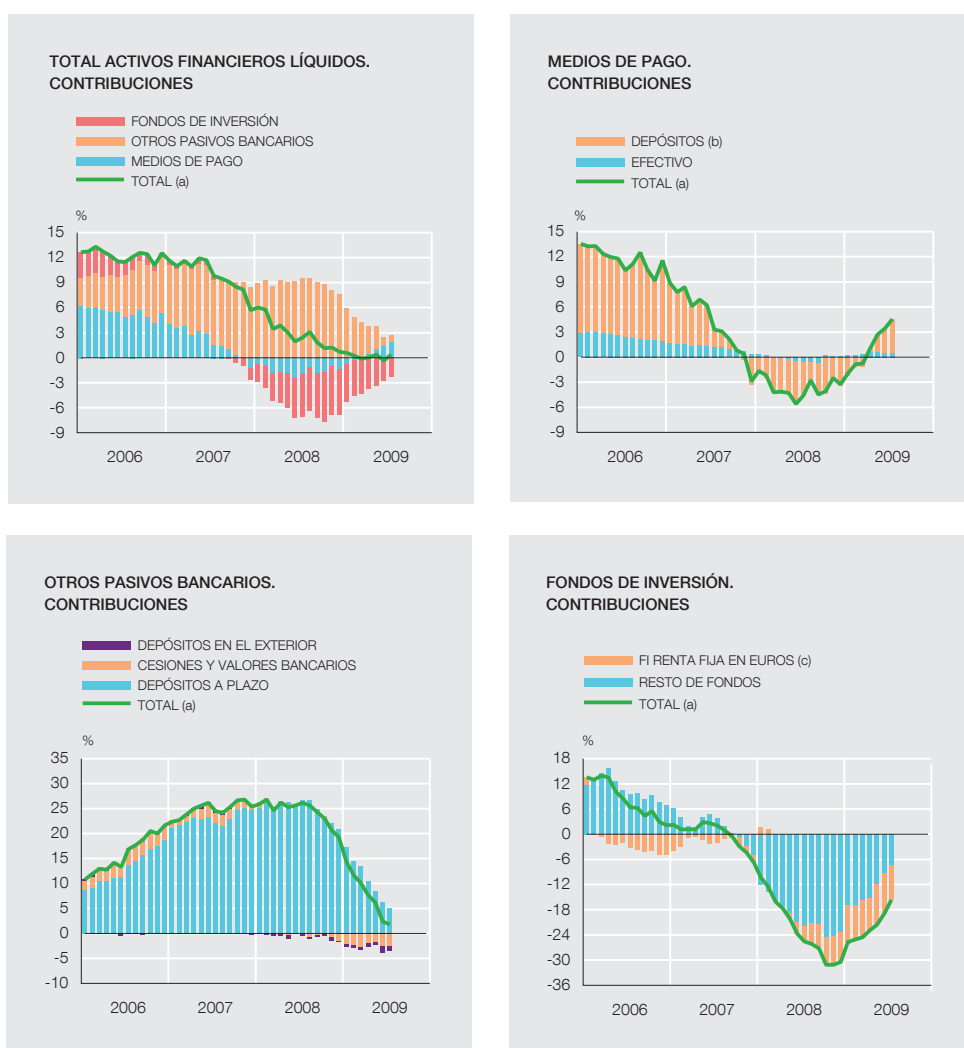 TOTAL ACTIVOS FINANCIEROS LÍQUIDOS.
CONTRIBUCIONES
FONDOS DE INVERSIÓN
OTROS PASIVOS BANCARIOS
MEDIOS DE PAGO
TOTAL (a)
%
15
12
9
6
3
0
-3
-6
-9
2006 2007 2008 2009
MEDIOS DE PAGO.
CONTRIBUCIONES
DEPÓSITOS (b)
EFECTIVO
TOTAL (a)
%
15
12
9
6
3
0
-3
-6
-9
2006 2007 2008 2009
OTROS PASIVOS BANCARIOS.
CONTRIBUCIONES
DEPÓSITOS EN EL EXTERIOR
CESIONES Y VALORES BANCARIOS
DEPÓSITOS A PLAZO
TOTAL (a)
%
35
30
25
20
15
10
5
0
-5
-10
2006 2007 2008 2009
FONDOS DE INVERSIÓN.
CONTRIBUCIONES
FI RENTA FIJA EN EUROS (c)
RESTO DE FONDOS
TOTAL (a)
%
18
12
6
0
-6
-12
-18
-24
-30
-36
2006 2007 2008 2009